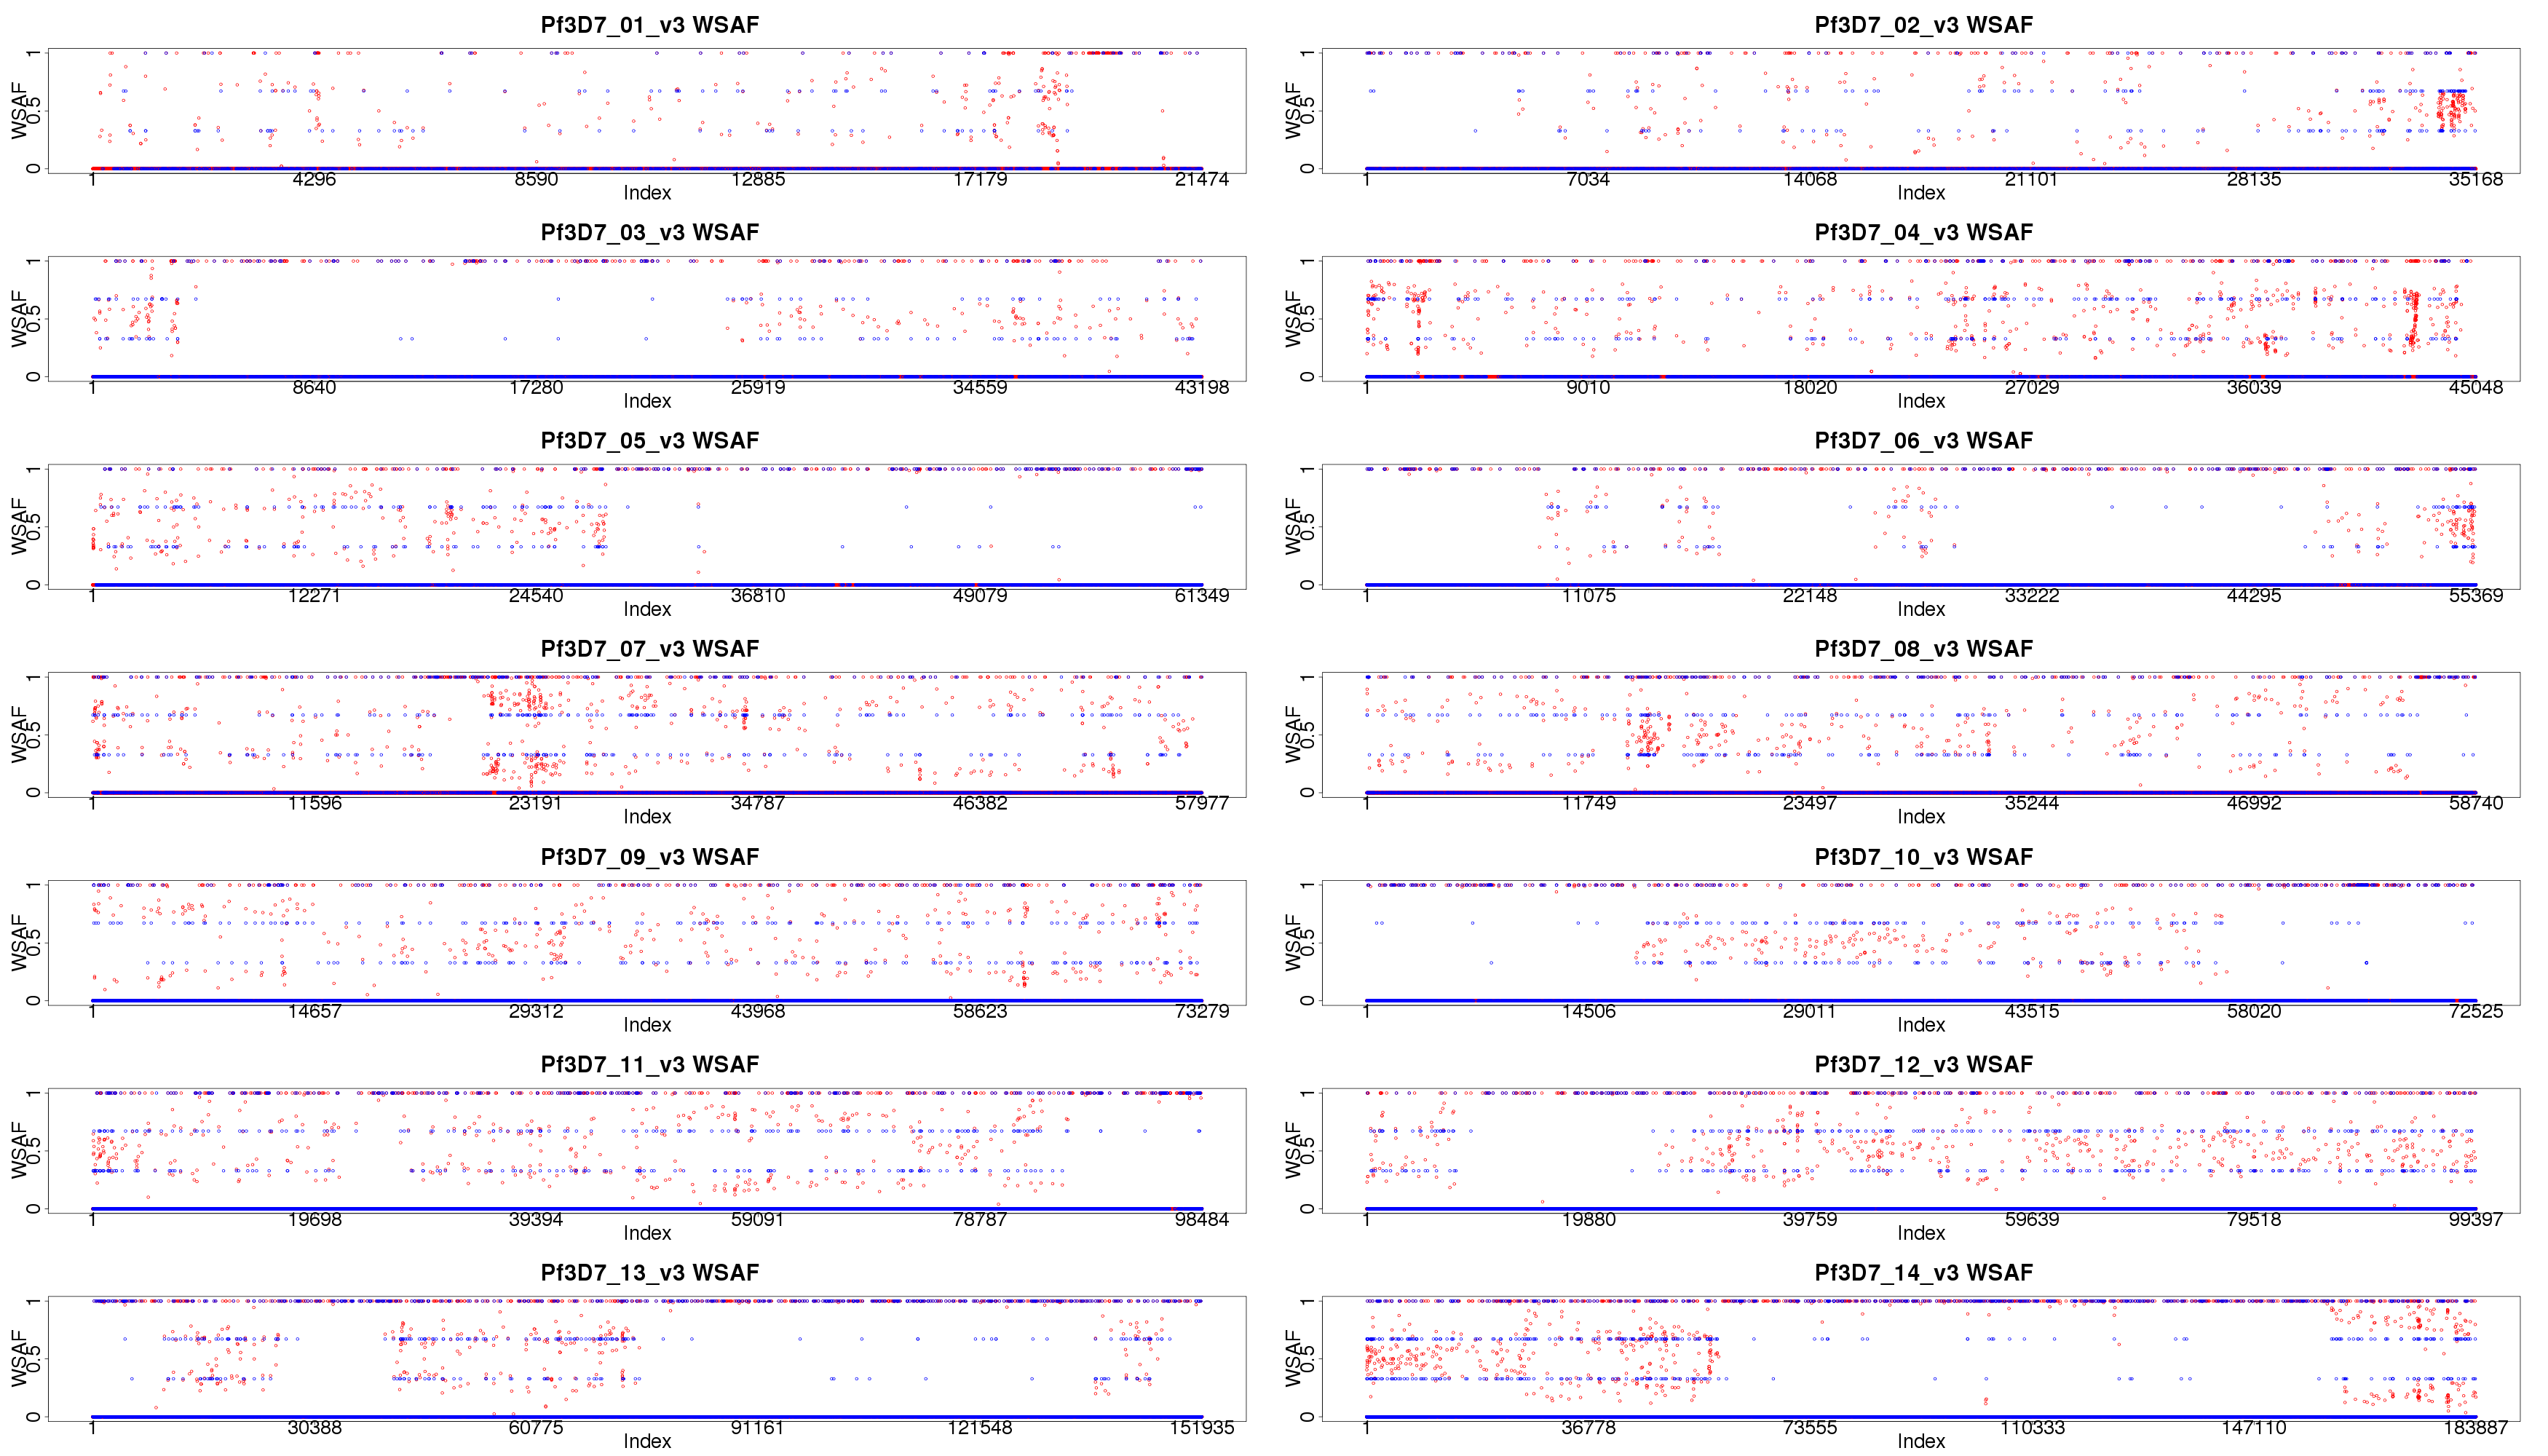 Pf3D7_01_v3 WSAF
WSAF
1
0.5
0
1 4296 8590 12885 17179 21474
Index
Pf3D7_02_v3 WSAF
WSAF
1
0.5
0
1 7034 14068 21101 28135 35168
Index
Pf3D7_03_v3 WSAF
WSAF
1
0.5
0
1 8640 17280 25919 34559 43198
Index
Pf3D7_04_v3 WSAF
WSAF
1
0.5
0
1 9010 18020 27029 36039 45048
Index
Pf3D7_05_v3 WSAF
WSAF
1
0.5
0
1 12271 24540 36810 49079 61349
Index
Pf3D7_06_v3 WSAF
WSAF
1
0.5
0
1 11075 22148 33222 44295 55369
Index
Pf3D7_07_v3 WSAF
WSAF
1
0.5
0
1 11596 23191 34787 46382 57977
Index
Pf3D7_08_v3 WSAF
WSAF
1
0.5
0
1 11749 23497 35244 46992 58740
Index
Pf3D7_09_v3 WSAF
WSAF
1
0.5
0
1 14657 29312 43968 58623 73279
Index
Pf3D7_10_v3 WSAF
WSAF
1
0.5
0
1 14506 29011 43515 58020 72525
Index
Pf3D7_11_v3 WSAF
WSAF
1
0.5
0
1 19698 39394 59091 78787 98484
Index
Pf3D7_12_v3 WSAF
WSAF
1
0.5
0
1 19880 39759 59639 79518 99397
Index
Pf3D7_13_v3 WSAF
WSAF
1
0.5
0
1 30388 60775 91161 121548 151935
Index
Pf3D7_14_v3 WSAF
WSAF
1
0.5
0
1 36778 73555 110333 147110 183887
Index